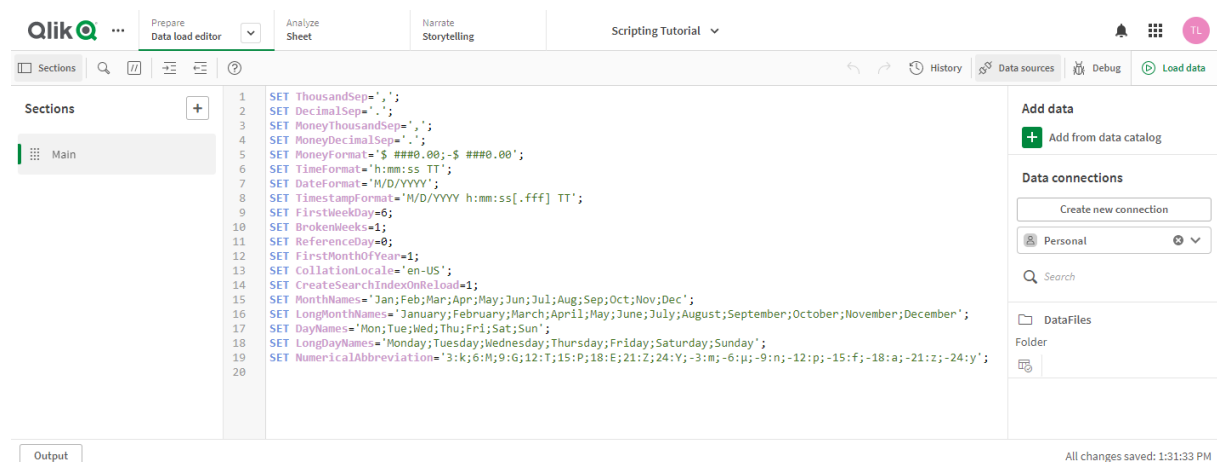 Qlik
Prepare
Data load editor
Analyze
Sheet
Narrate
Storytelling
Scripting Tutorial
TL
Sections
?
History
Data sources
Debug
Load data
Sections
+
Main
1 SET ThousandSep=',';
2 SET DecimalSep='.';
3 SET MoneyThousandSep=',';
4 SET MoneyDecimalSep='.';
5 SET MoneyFormat='$ ###0.00;-$ ###0.00';
6 SET TimeFormat='h:mm:ss TT';
7 SET DateFormat='M/D/YYYY';
8 SET TimestampFormat='M/D/YYYY h:mm:ss[.fff] TT';
9 SET FirstWeekDay=6;
10 SET BrokenWeeks=1;
11 SET ReferenceDay=0;
12 SET FirstMonthOfYear=1;
13 SET CollationLocale='en-US';
14 SET CreateSearchIndexOnReload=1;
15 SET MonthNames='Jan;Feb;Mar;Apr;May;Jun;Jul;Aug;Sep;Oct;Nov;Dec';
16 SET LongMonthNames='January;February;March;April;May;June;July;August;September;October;November;December';
17 SET DayNames='Mon;Tue;Wed;Thu;Fri;Sat;Sun';
18 SET LongDayNames='Monday;Tuesday;Wednesday;Thursday;Friday;Saturday;Sunday';
19 SET NumericalAbbreviation='3:k;6:M;9:G;12:T;15:P;18:E;21:Z;24:Y;-3:m;-6:μ;-9:n;-12:p;-15:f;-18:a;-21:z;-24:y';
20
Add data
Add from data catalog
Data connections
Create new connection
Personal
Search
DataFiles
Folder
Output
All changes saved: 1:31:33 PM